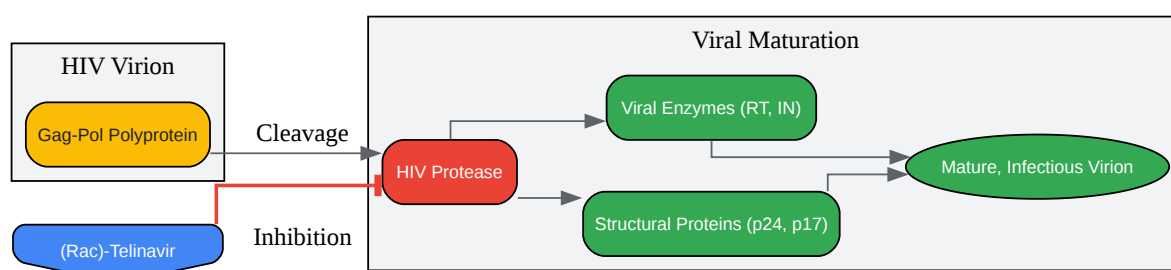 Viral Maturation
HIV Virion
Gag-Pol Polyprotein
Cleavage
Viral Enzymes (RT, IN)
HIV Protease
Mature, Infectious Virion
Structural Proteins (p24, p17)
Inhibition
(Rac)-Telinavir